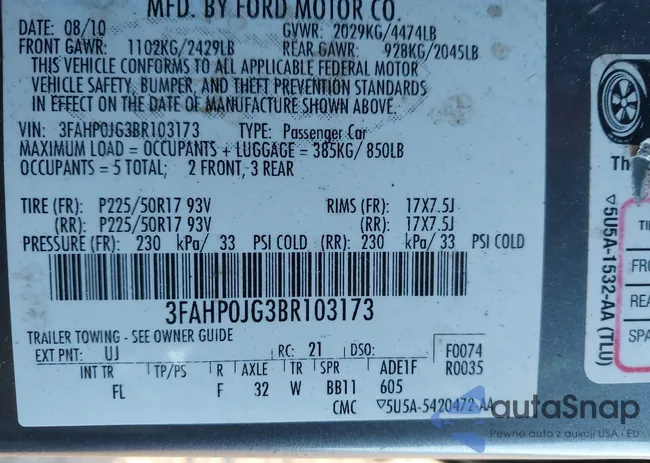 MFD. BY FORD MOTOR CO.
DATE: 08/10 GVWR: 2029KG/4474LB
FRONT GAWR: 1102KG/2429LB REAR GAWR: 928KG/2045LB
THIS VEHICLE CONFORMS TO ALL APPLICABLE FEDERAL MOTOR
VEHICLE SAFETY, BUMPER, AND THEFT PREVENTION STANDARDS
IN EFFECT ON THE DATE OF MANUFACTURE SHOWN ABOVE.
VIN: 3FAHP0JG3BR103173 TYPE: Passenger Car
MAXIMUM LOAD = OCCUPANTS + LUGGAGE = 385KG/ 850LB
OCCUPANTS = 5 TOTAL; 2 FRONT, 3 REAR
TIRE (FR): P225/50R17 93V RIMS (FR): 17X7.5J
(RR): P225/50R17 93V (RR): 17X7.5J
PRESSURE (FR): 230 kPa/ 33 PSI COLD (RR): 230 kPa/ 33 PSI COLD
3FAHP0JG3BR103173
TRAILER TOWING - SEE OWNER GUIDE
EXT PNT: UJ RC: 21 DSO: F0074
INT TR TP/PS R AXLE TR SPR ADE1F R0035
FL F 32 W BB11 605
CMC ▽5U5A-5420472-AA
▽5U5A-1532-AA (TLU)
autaSnap
Pewne auta z aukcji USA - EU